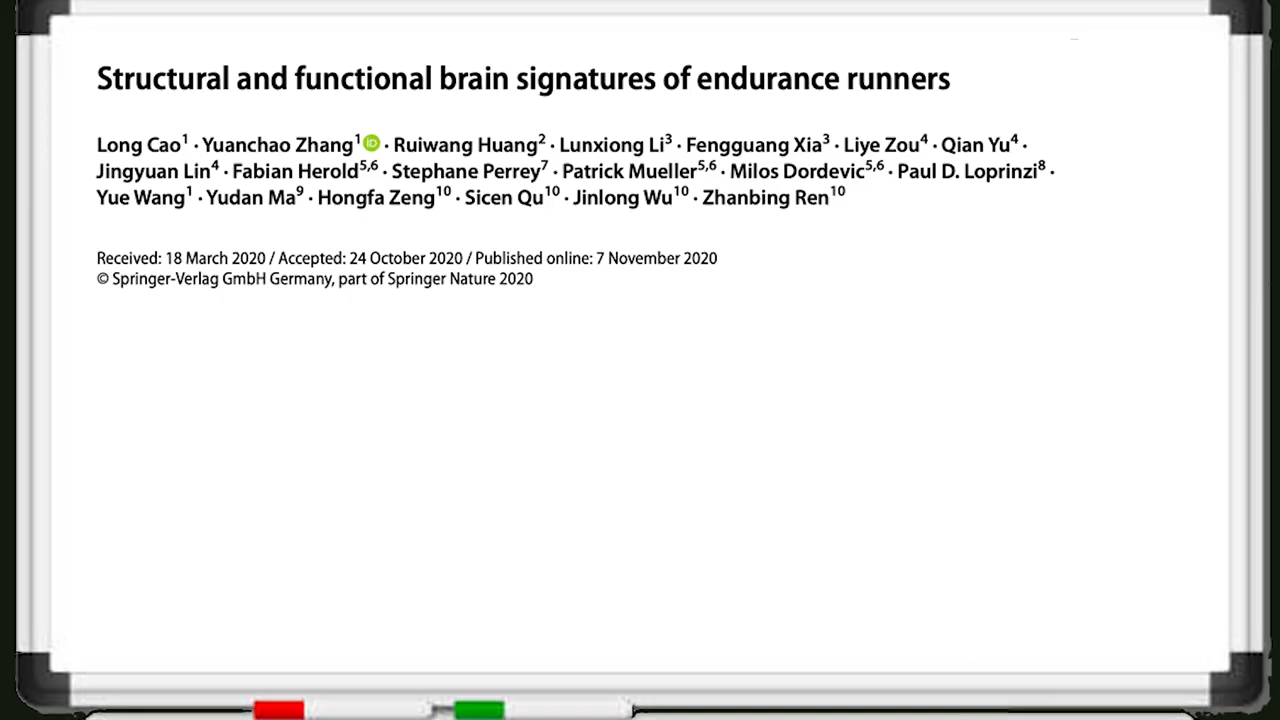 Structural and functional brain signatures of endurance runners
Long Cao1 · Yuanchao Zhang1 iD · Ruiwang Huang2 · Lunxiong Li3 · Fengguang Xia3 · Liye Zou4 · Qian Yu4 ·
Jingyuan Lin4 · Fabian Herold5,6 · Stephane Perrey7 · Patrick Mueller5,6 · Milos Dordevic5,6 · Paul D. Loprinzi8 ·
Yue Wang1 · Yudan Ma9 · Hongfa Zeng10 · Sicen Qu10 · Jinlong Wu10 · Zhanbing Ren10
Received: 18 March 2020 / Accepted: 24 October 2020 / Published online: 7 November 2020
© Springer-Verlag GmbH Germany, part of Springer Nature 2020